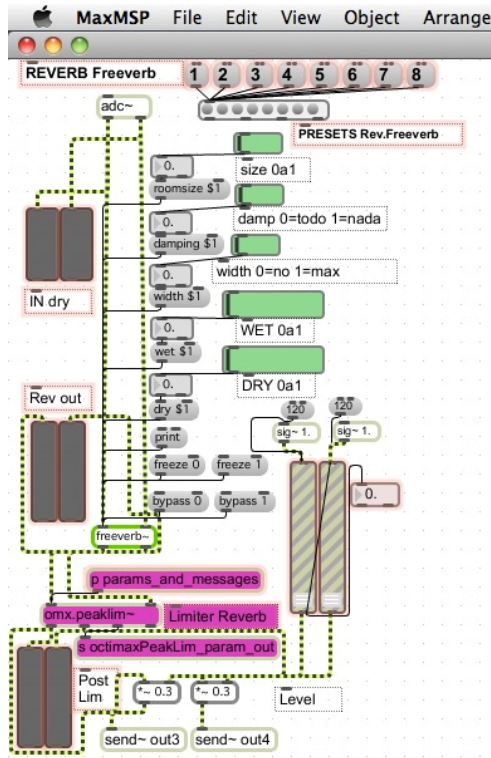 MaxMSP File Edit View Object Arrange
REVERB Freeverb 1 2 3 4 5 6 7 8
adc~
PRESETS Rev.Freeverb
0.
size 0a1
roomsize $1
0.
damp 0=todo 1=nada
damping $1
0.
width 0=no 1=max
IN dry
width $1
0.
WET 0a1
wet $1
0.
DRY 0a1
Rev out
dry $1
120 120
print
sig~ 1. sig~ 1.
freeze 0 freeze 1
0.
bypass 0 bypass 1
freeverb~
p params_and_messages
omx.peaklim~ Limiter Reverb
s octimaxPeakLim_param_out
Post
Lim
*~ 0.3 *~ 0.3
Level
send~ out3 send~ out4